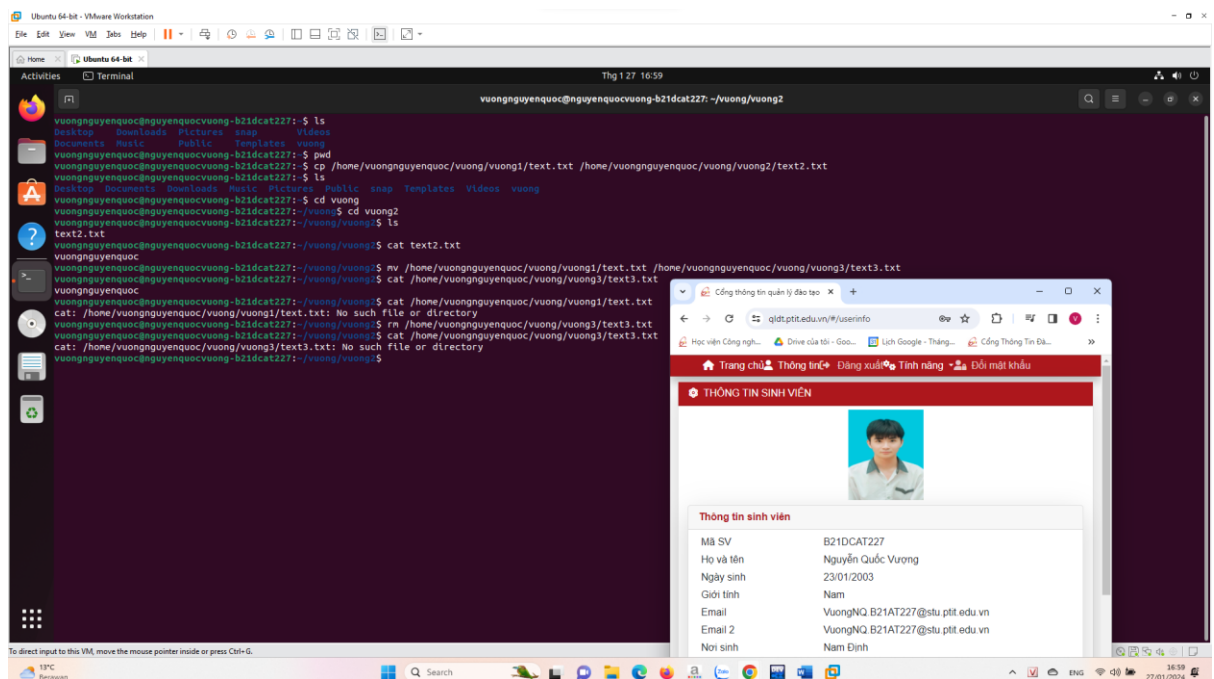 Ubuntu 64-bit - VMware Workstation
File Edit View VM Tabs Help
Home Ubuntu 64-bit
Activities Terminal Thg 1 27 16:59
vuongnguyenquoc@nguyenquocvuong-b21dcat227: ~/vuong/vuong2
vuongnguyenquoc@nguyenquocvuong-b21dcat227:~$ ls
Desktop Downloads Pictures snap Videos
Documents Music Public Templates vuong
vuongnguyenquoc@nguyenquocvuong-b21dcat227:~$ pwd
vuongnguyenquoc@nguyenquocvuong-b21dcat227:~$ cp /home/vuongnguyenquoc/vuong/vuong1/text.txt /home/vuongnguyenquoc/vuong/vuong2/text2.txt
vuongnguyenquoc@nguyenquocvuong-b21dcat227:~$ ls
Desktop Documents Downloads Music Pictures Public snap Templates Videos vuong
vuongnguyenquoc@nguyenquocvuong-b21dcat227:~$ cd vuong
vuongnguyenquoc@nguyenquocvuong-b21dcat227:~/vuong$ cd vuong2
vuongnguyenquoc@nguyenquocvuong-b21dcat227:~/vuong/vuong2$ ls
text2.txt
vuongnguyenquoc@nguyenquocvuong-b21dcat227:~/vuong/vuong2$ cat text2.txt
vuongnguyenquoc
vuongnguyenquoc@nguyenquocvuong-b21dcat227:~/vuong/vuong2$ mv /home/vuongnguyenquoc/vuong/vuong1/text.txt /home/vuongnguyenquoc/vuong/vuong3/text3.txt
vuongnguyenquoc@nguyenquocvuong-b21dcat227:~/vuong/vuong2$ cat /home/vuongnguyenquoc/vuong/vuong3/text3.txt
vuongnguyenquoc
vuongnguyenquoc@nguyenquocvuong-b21dcat227:~/vuong/vuong2$ cat /home/vuongnguyenquoc/vuong/vuong1/text.txt
cat: /home/vuongnguyenquoc/vuong/vuong1/text.txt: No such file or directory
vuongnguyenquoc@nguyenquocvuong-b21dcat227:~/vuong/vuong2$ rm /home/vuongnguyenquoc/vuong/vuong3/text3.txt
vuongnguyenquoc@nguyenquocvuong-b21dcat227:~/vuong/vuong2$ cat /home/vuongnguyenquoc/vuong/vuong3/text3.txt
cat: /home/vuongnguyenquoc/vuong/vuong3/text3.txt: No such file or directory
vuongnguyenquoc@nguyenquocvuong-b21dcat227:~/vuong/vuong2$
Cổng thông tin quản lý đào tạo
qldt.ptit.edu.vn/#/userinfo
Học viện Công ngh... Drive của tôi - Goo... Lịch Google - Tháng... Cổng Thông Tin Đà...
Trang chủ Thông tin Đăng xuất Tính năng Đổi mật khẩu
THÔNG TIN SINH VIÊN
Thông tin sinh viên
Mã SV B21DCAT227
Họ và tên Nguyễn Quốc Vượng
Ngày sinh 23/01/2003
Giới tính Nam
Email VuongNQ.B21AT227@stu.ptit.edu.vn
Email 2 VuongNQ.B21AT227@stu.ptit.edu.vn
Nơi sinh Nam Định
To direct input to this VM, move the mouse pointer inside or press Ctrl+G.
13°C
Berawan
Search
ENG
16:59
27/01/2024